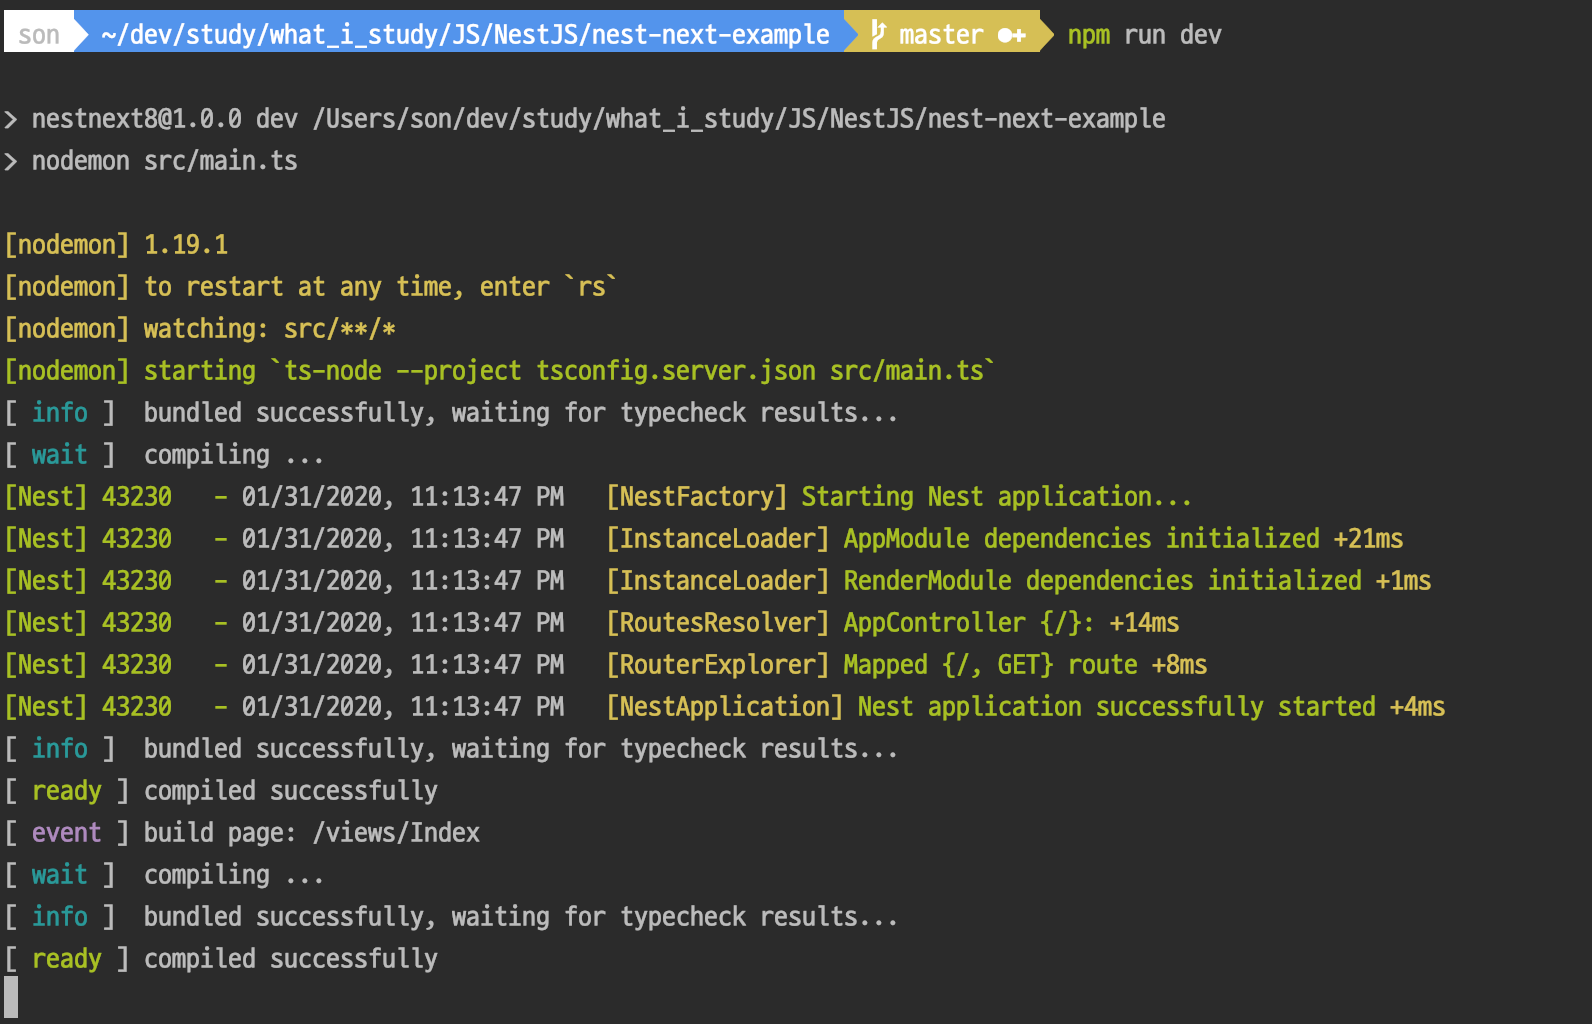 son ~/dev/study/what_i_study/JS/NestJS/nest-next-example master ●+ npm run dev
> nestnext8@1.0.0 dev /Users/son/dev/study/what_i_study/JS/NestJS/nest-next-example
> nodemon src/main.ts
[nodemon] 1.19.1
[nodemon] to restart at any time, enter `rs`
[nodemon] watching: src/**/*
[nodemon] starting `ts-node --project tsconfig.server.json src/main.ts`
[ info ]  bundled successfully, waiting for typecheck results...
[ wait ]  compiling ...
[Nest] 43230   - 01/31/2020, 11:13:47 PM   [NestFactory] Starting Nest application...
[Nest] 43230   - 01/31/2020, 11:13:47 PM   [InstanceLoader] AppModule dependencies initialized +21ms
[Nest] 43230   - 01/31/2020, 11:13:47 PM   [InstanceLoader] RenderModule dependencies initialized +1ms
[Nest] 43230   - 01/31/2020, 11:13:47 PM   [RoutesResolver] AppController {/}: +14ms
[Nest] 43230   - 01/31/2020, 11:13:47 PM   [RouterExplorer] Mapped {/, GET} route +8ms
[Nest] 43230   - 01/31/2020, 11:13:47 PM   [NestApplication] Nest application successfully started +4ms
[ info ]  bundled successfully, waiting for typecheck results...
[ ready ] compiled successfully
[ event ] build page: /views/Index
[ wait ]  compiling ...
[ info ]  bundled successfully, waiting for typecheck results...
[ ready ] compiled successfully